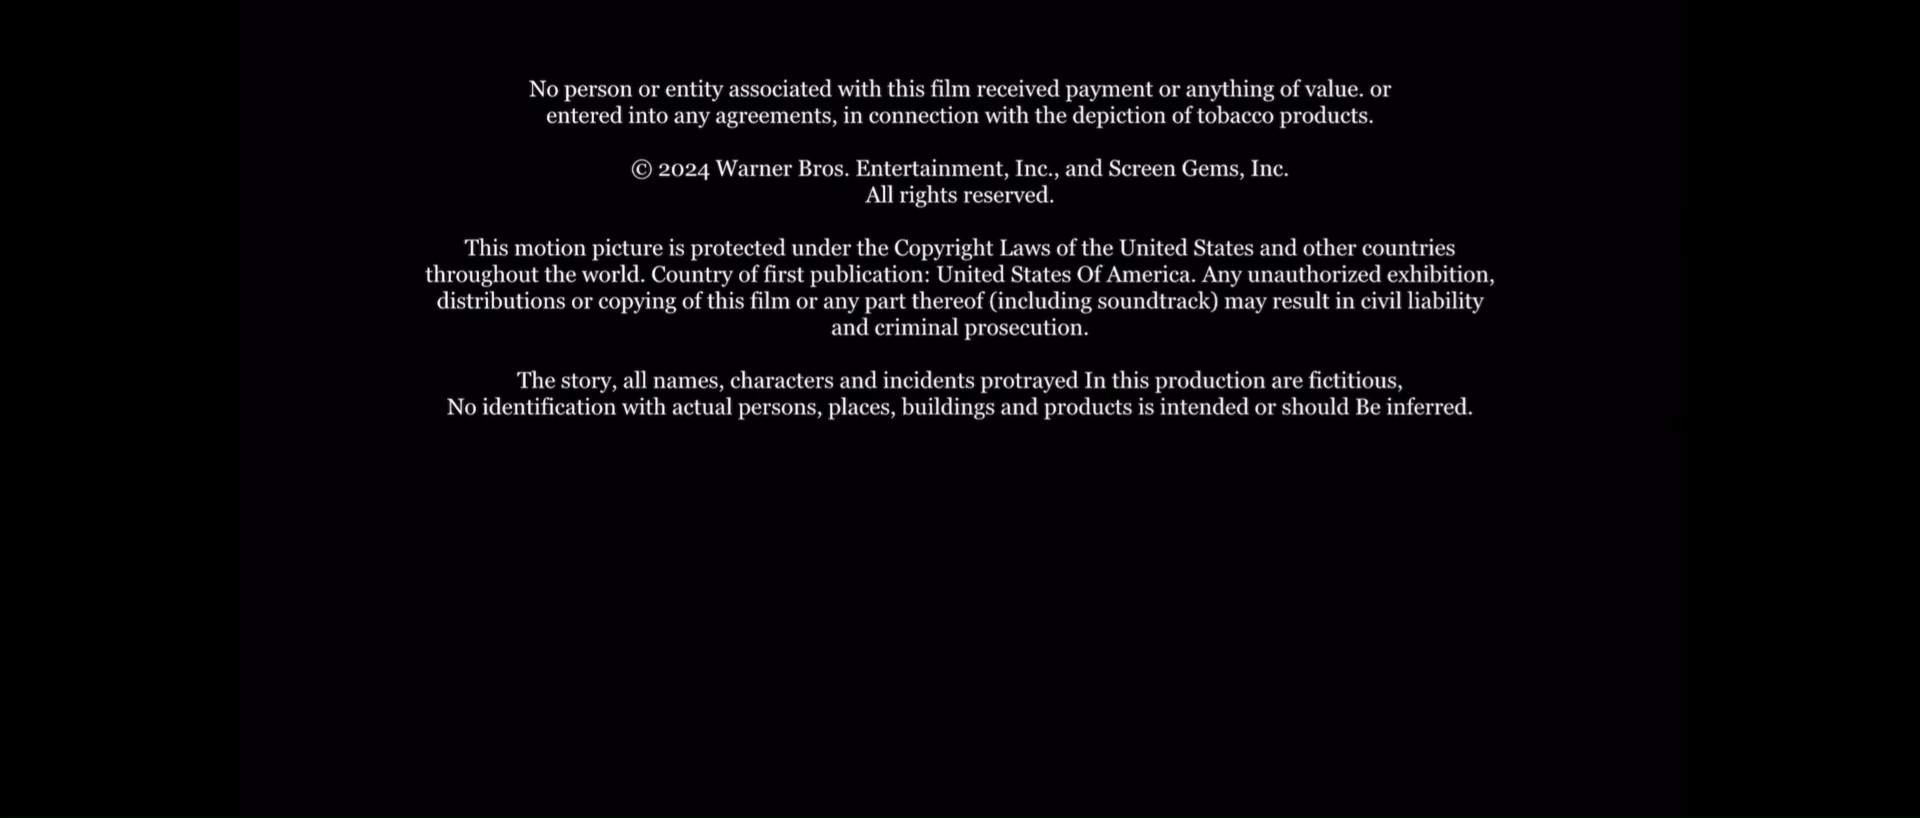 No person or entity associated with this film received payment or anything of value. or
entered into any agreements, in connection with the depiction of tobacco products.
© 2024 Warner Bros. Entertainment, Inc., and Screen Gems, Inc.
All rights reserved.
This motion picture is protected under the Copyright Laws of the United States and other countries
throughout the world. Country of first publication: United States Of America. Any unauthorized exhibition,
distributions or copying of this film or any part thereof (including soundtrack) may result in civil liability
and criminal prosecution.
The story, all names, characters and incidents protrayed In this production are fictitious,
No identification with actual persons, places, buildings and products is intended or should Be inferred.